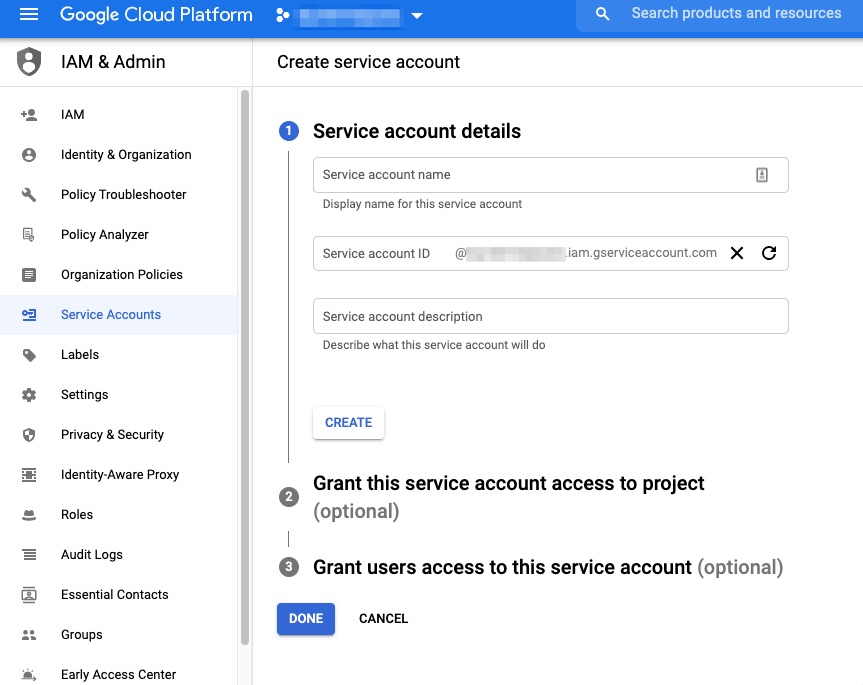 Google Cloud Platform
Search products and resources
IAM & Admin
Create service account
IAM
Identity & Organization
Policy Troubleshooter
Policy Analyzer
Organization Policies
Service Accounts
Labels
Settings
Privacy & Security
Identity-Aware Proxy
Roles
Audit Logs
Essential Contacts
Groups
Early Access Center
1 Service account details
Service account name
Display name for this service account
Service account ID @ .iam.gserviceaccount.com
Service account description
Describe what this service account will do
CREATE
2 Grant this service account access to project
(optional)
3 Grant users access to this service account (optional)
DONE CANCEL